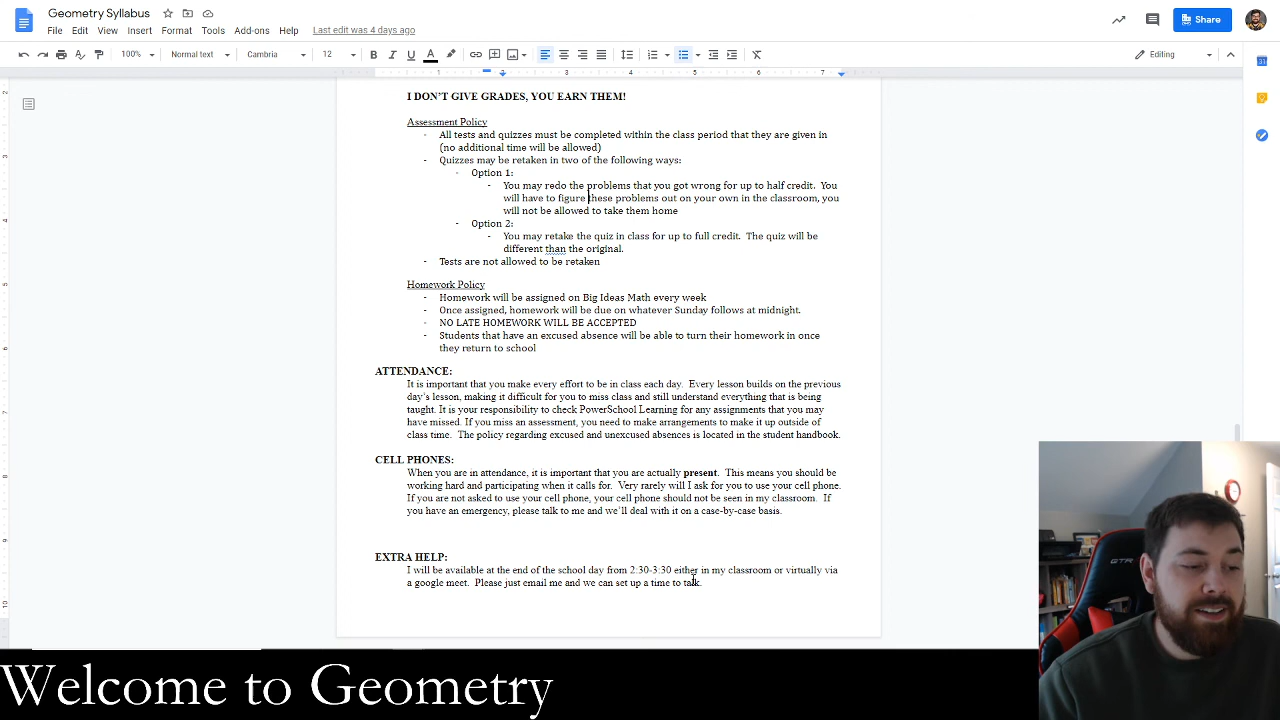 Geometry Syllabus
File Edit View Insert Format Tools Add-ons Help Last edit was 4 days ago
Share
100% Normal text Cambria 12 B I U A Editing
1 2 3 4 5 6 7
I DON'T GIVE GRADES, YOU EARN THEM!
Assessment Policy
- All tests and quizzes must be completed within the class period that they are given in
(no additional time will be allowed)
- Quizzes may be retaken in two of the following ways:
- Option 1:
- You may redo the problems that you got wrong for up to half credit. You
will have to figure these problems out on your own in the classroom, you
will not be allowed to take them home
- Option 2:
- You may retake the quiz in class for up to full credit. The quiz will be
different than the original.
- Tests are not allowed to be retaken
Homework Policy
- Homework will be assigned on Big Ideas Math every week
- Once assigned, homework will be due on whatever Sunday follows at midnight.
- NO LATE HOMEWORK WILL BE ACCEPTED
- Students that have an excused absence will be able to turn their homework in once
they return to school
ATTENDANCE:
It is important that you make every effort to be in class each day. Every lesson builds on the previous
day's lesson, making it difficult for you to miss class and still understand everything that is being
taught. It is your responsibility to check PowerSchool Learning for any assignments that you may
have missed. If you miss an assessment, you need to make arrangements to make it up outside of
class time. The policy regarding excused and unexcused absences is located in the student handbook.
CELL PHONES:
When you are in attendance, it is important that you are actually present. This means you should be
working hard and participating when it calls for. Very rarely will I ask for you to use your cell phone.
If you are not asked to use your cell phone, your cell phone should not be seen in my classroom. If
you have an emergency, please talk to me and we'll deal with it on a case-by-case basis.
EXTRA HELP:
I will be available at the end of the school day from 2:30-3:30 either in my classroom or virtually via
a google meet. Please just email me and we can set up a time to talk.
Welcome to Geometry